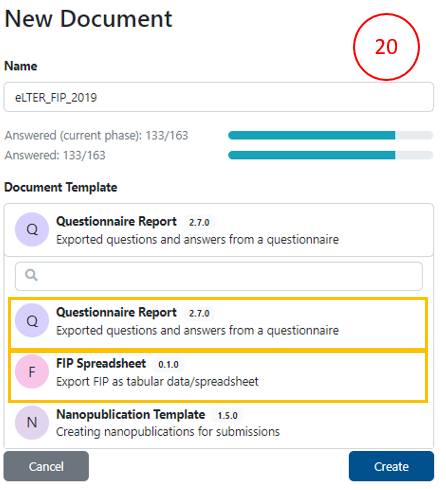 New Document
20
Name
eLTER_FIP_2019
Answered (current phase): 133/163
Answered: 133/163
Document Template
Q
Questionnaire Report 2.7.0
Exported questions and answers from a questionnaire
Q
Questionnaire Report 2.7.0
Exported questions and answers from a questionnaire
F
FIP Spreadsheet 0.1.0
Export FIP as tabular data/spreadsheet
N
Nanopublication Template 1.5.0
Creating nanopublications for submissions
Cancel
Create